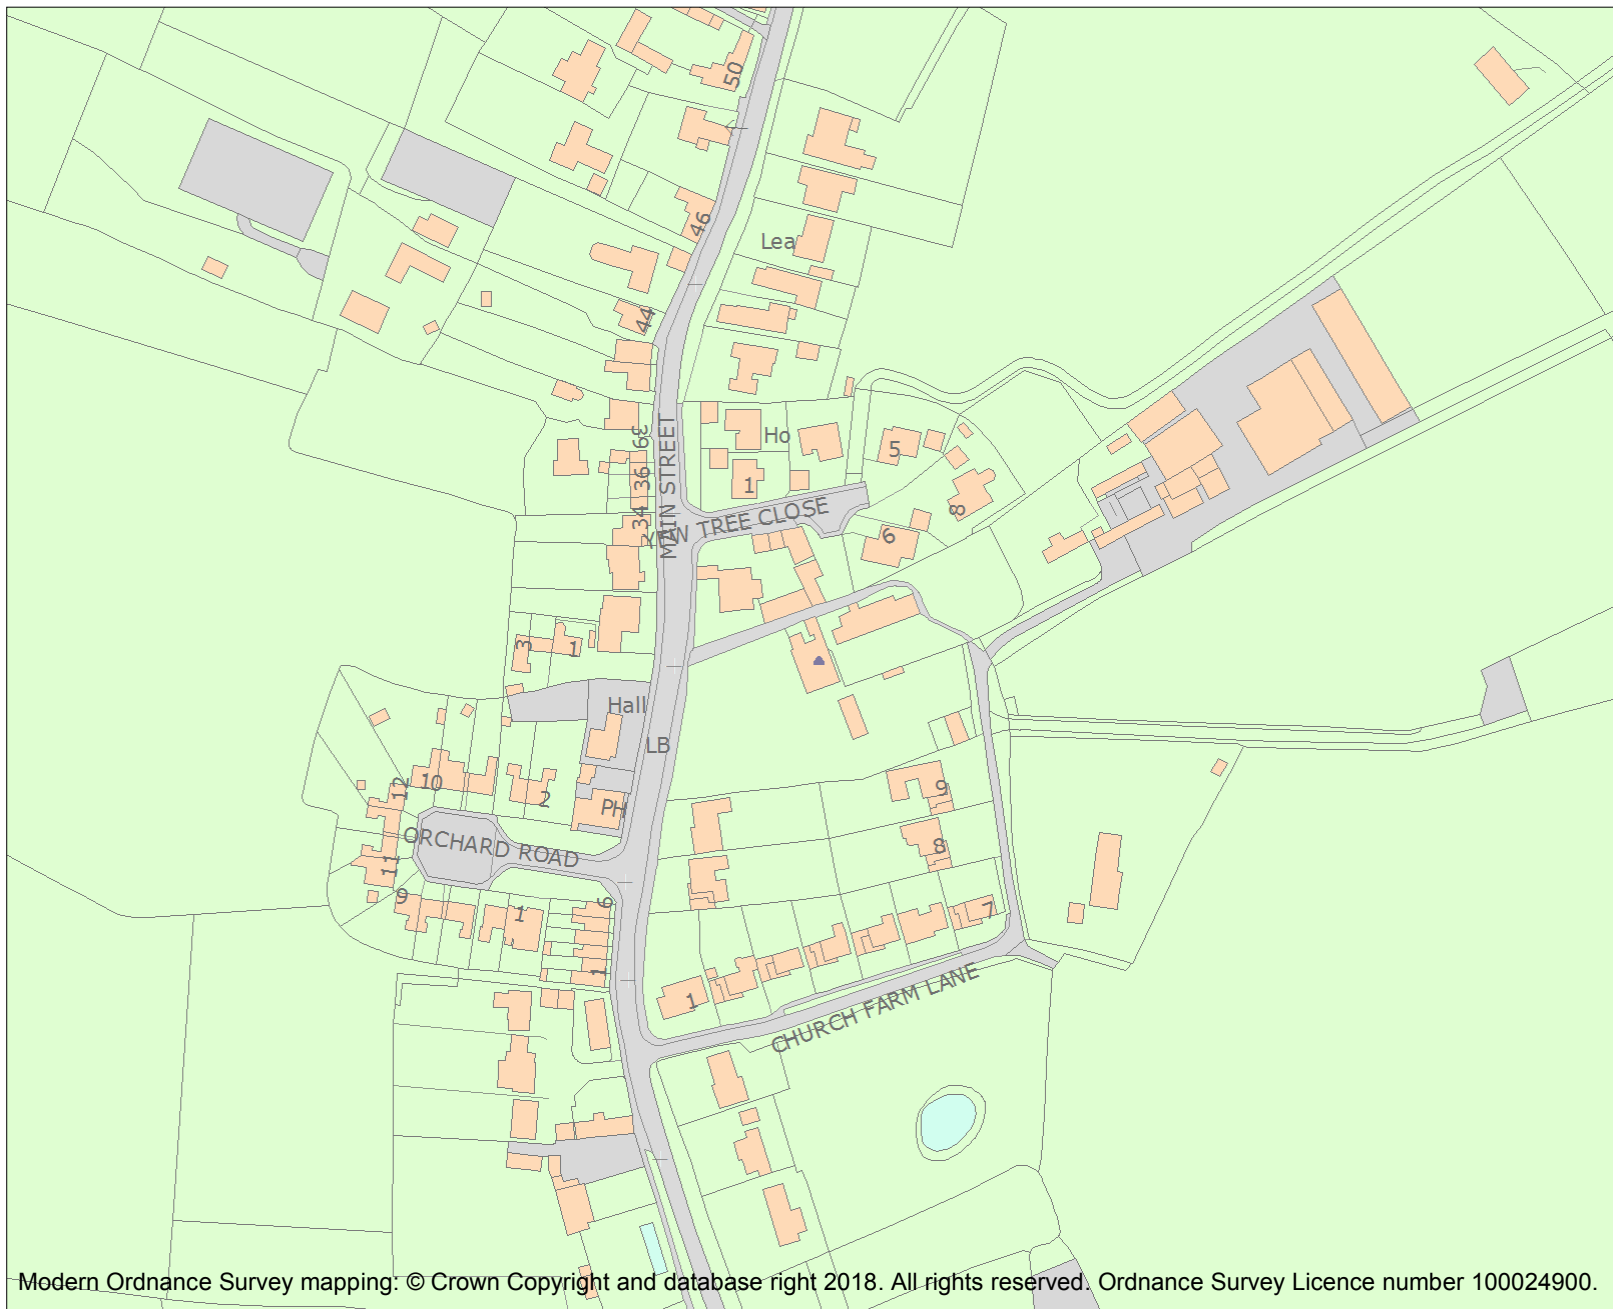 50
46
Lea
44
39
Ho
5
36
1
8
34
MAIN STREET
YEW TREE CLOSE
6
3
1
Hall
LB
10
12
2
PH
9
8
ORCHARD ROAD
11
9
1
6
7
1
1
CHURCH FARM LANE
Modern Ordnance Survey mapping: © Crown Copyright and database right 2018. All rights reserved. Ordnance Survey Licence number 100024900.